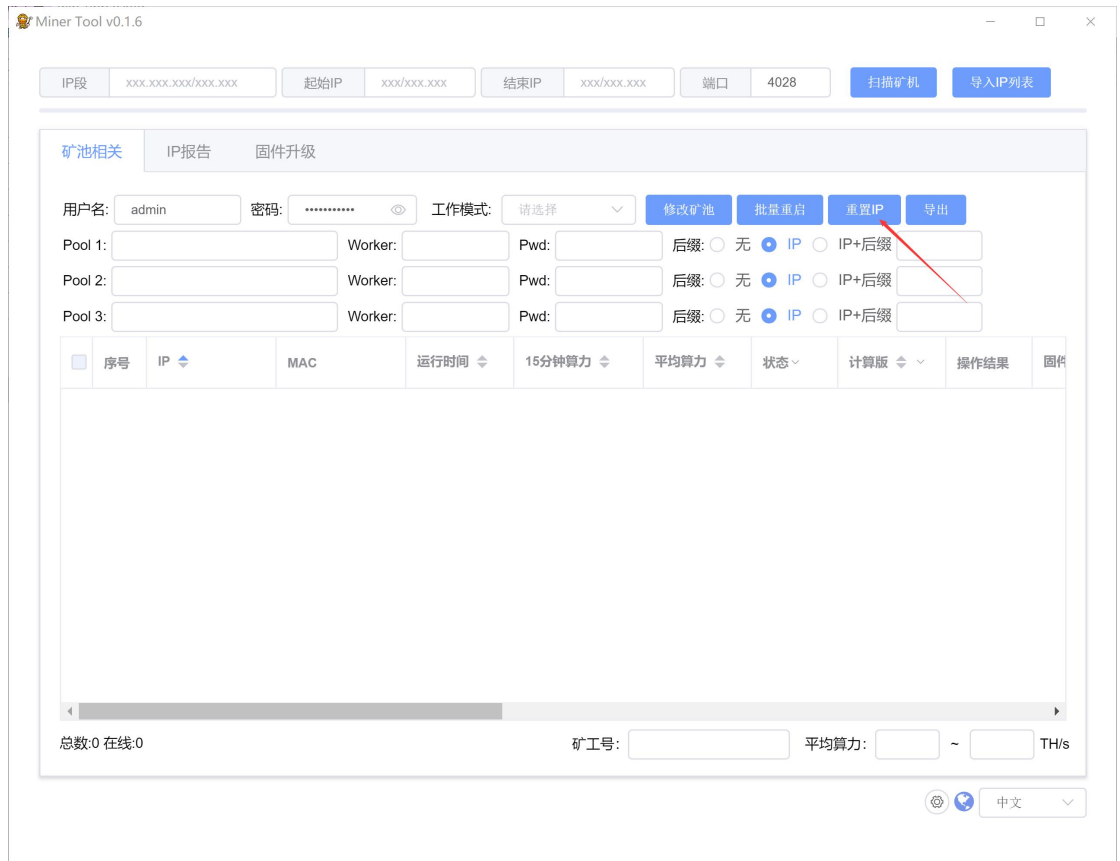 Miner Tool v0.1.6
IP段 xxx.xxx.xxx/xxx.xxx 起始IP xxx/xxx.xxx 结束IP xxx/xxx.xxx 端口 4028 扫描矿机 导入IP列表
矿池相关 IP报告 固件升级
用户名: admin 密码: ••••••••••• 工作模式: 请选择 修改矿池 批量重启 重置IP 导出
Pool 1: Worker: Pwd: 后缀: 无 IP IP+后缀
Pool 2: Worker: Pwd: 后缀: 无 IP IP+后缀
Pool 3: Worker: Pwd: 后缀: 无 IP IP+后缀
序号 IP MAC 运行时间 15分钟算力 平均算力 状态 计算版 操作结果 固件
总数:0 在线:0 矿工号: 平均算力: ~ TH/s
中文